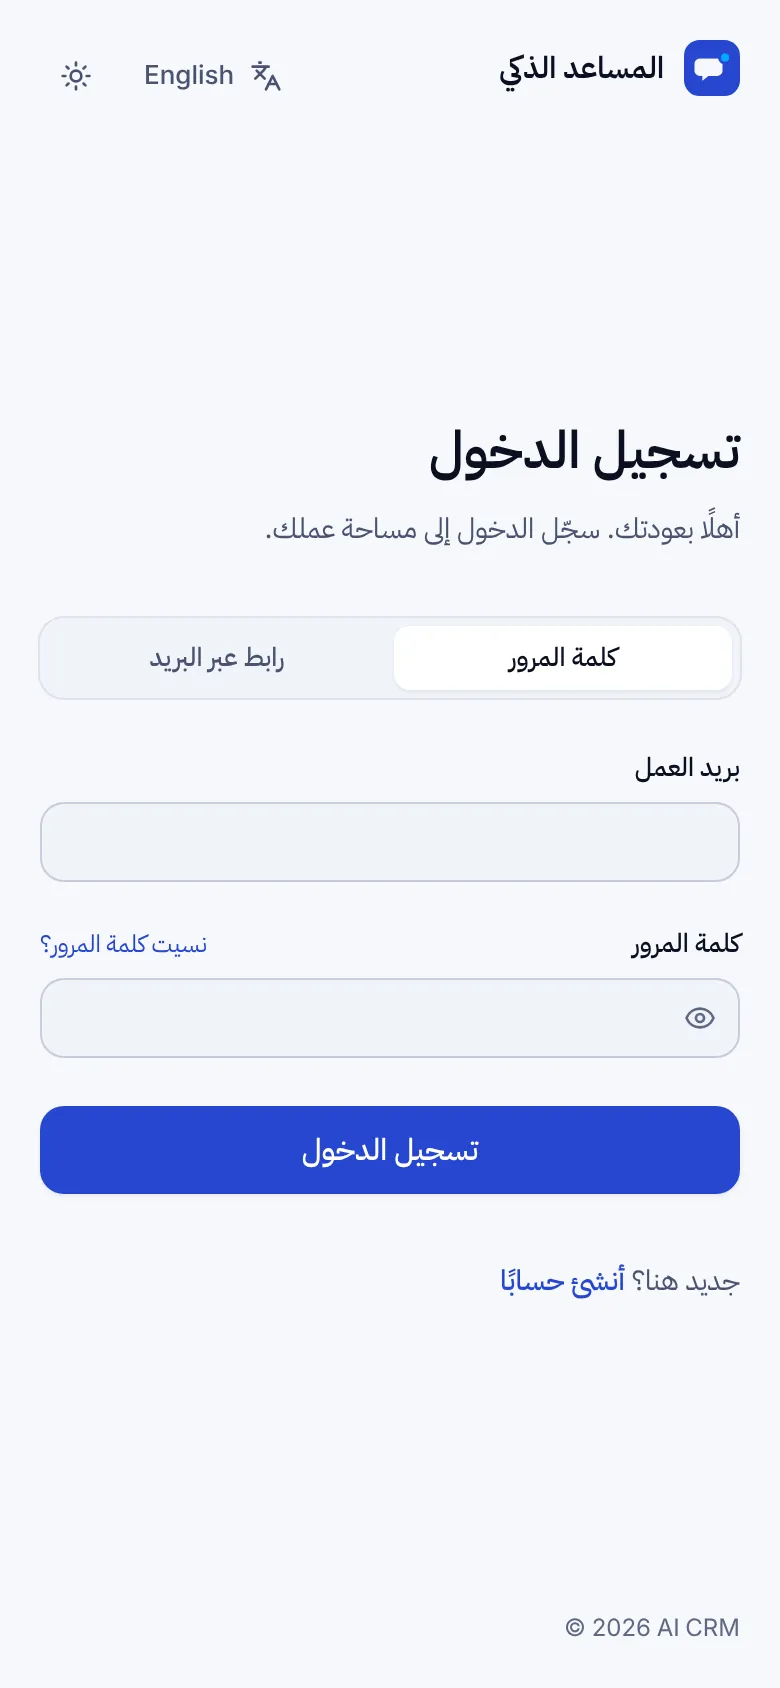 المساعد الذكي
English
تسجيل الدخول
أهلًا بعودتك. سجّل الدخول إلى مساحة عملك.
كلمة المرور
رابط عبر البريد
بريد العمل
كلمة المرور
نسيت كلمة المرور؟
تسجيل الدخول
جديد هنا؟ أنشئ حسابًا
© 2026 AI CRM